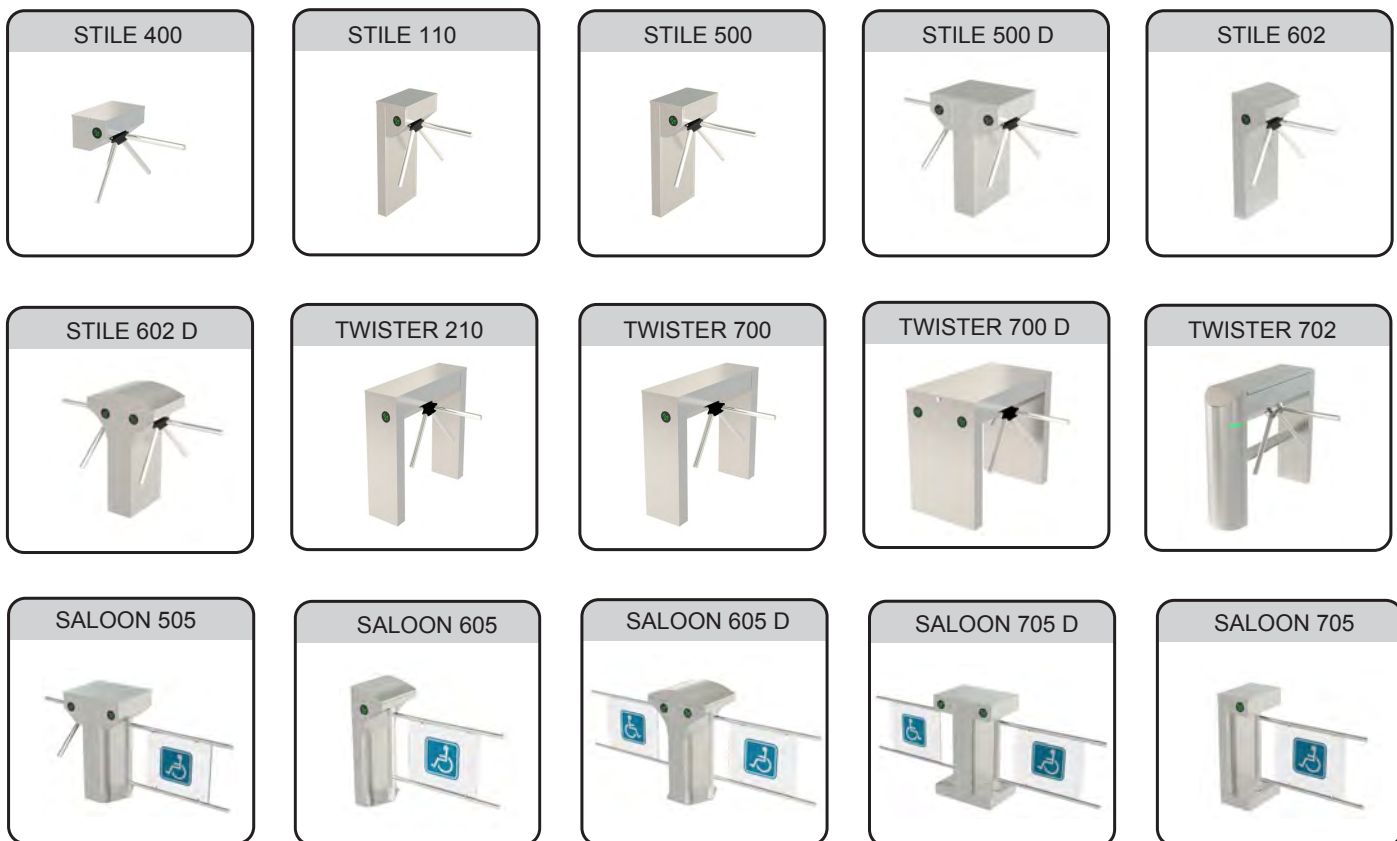 STILE 400
STILE 110
STILE 500
STILE 500 D
STILE 602
STILE 602 D
TWISTER 210
TWISTER 700
TWISTER 700 D
TWISTER 702
SALOON 505
SALOON 605
SALOON 605 D
SALOON 705 D
SALOON 705